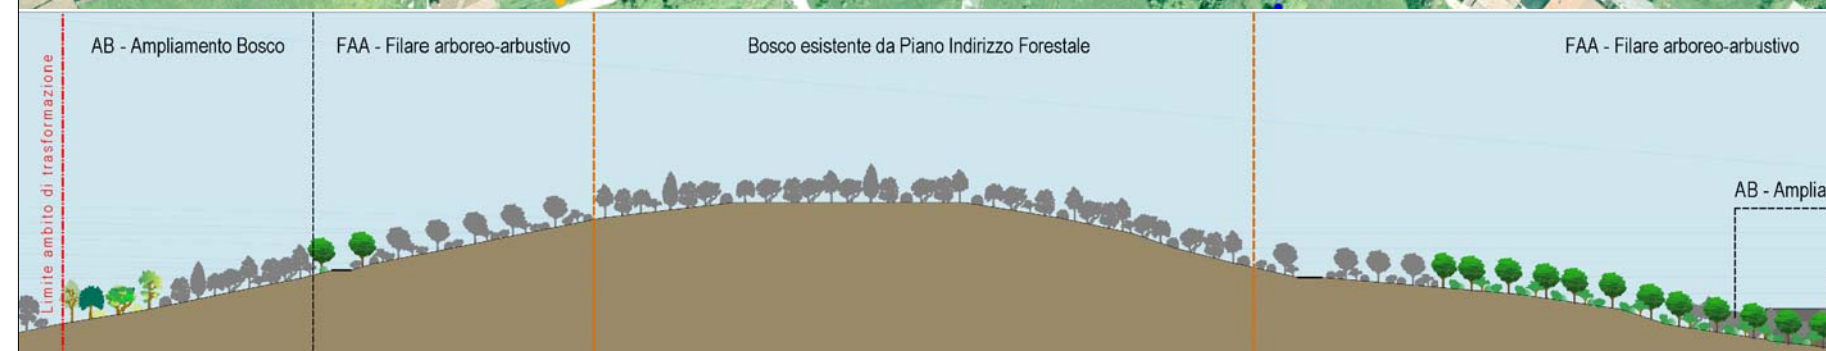 Limite ambito di trasformazione
AB - Ampliamento Bosco
FAA - Filare arboreo-arbustivo
Bosco esistente da Piano Indirizzo Forestale
FAA - Filare arboreo-arbustivo
AB - Amplia